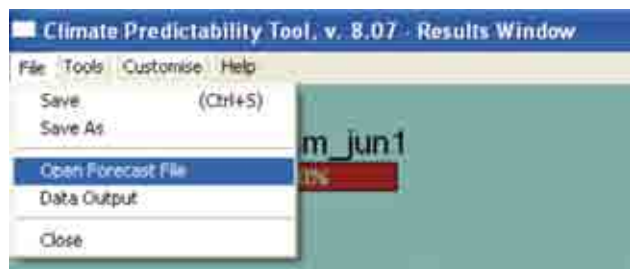 Climate Predictability Tool, v. 8.07 - Results Window
File Tools Customise Help
Save (Ctrl+S)
Save As
m_jun1
Open Forecast File
Data Output
Close